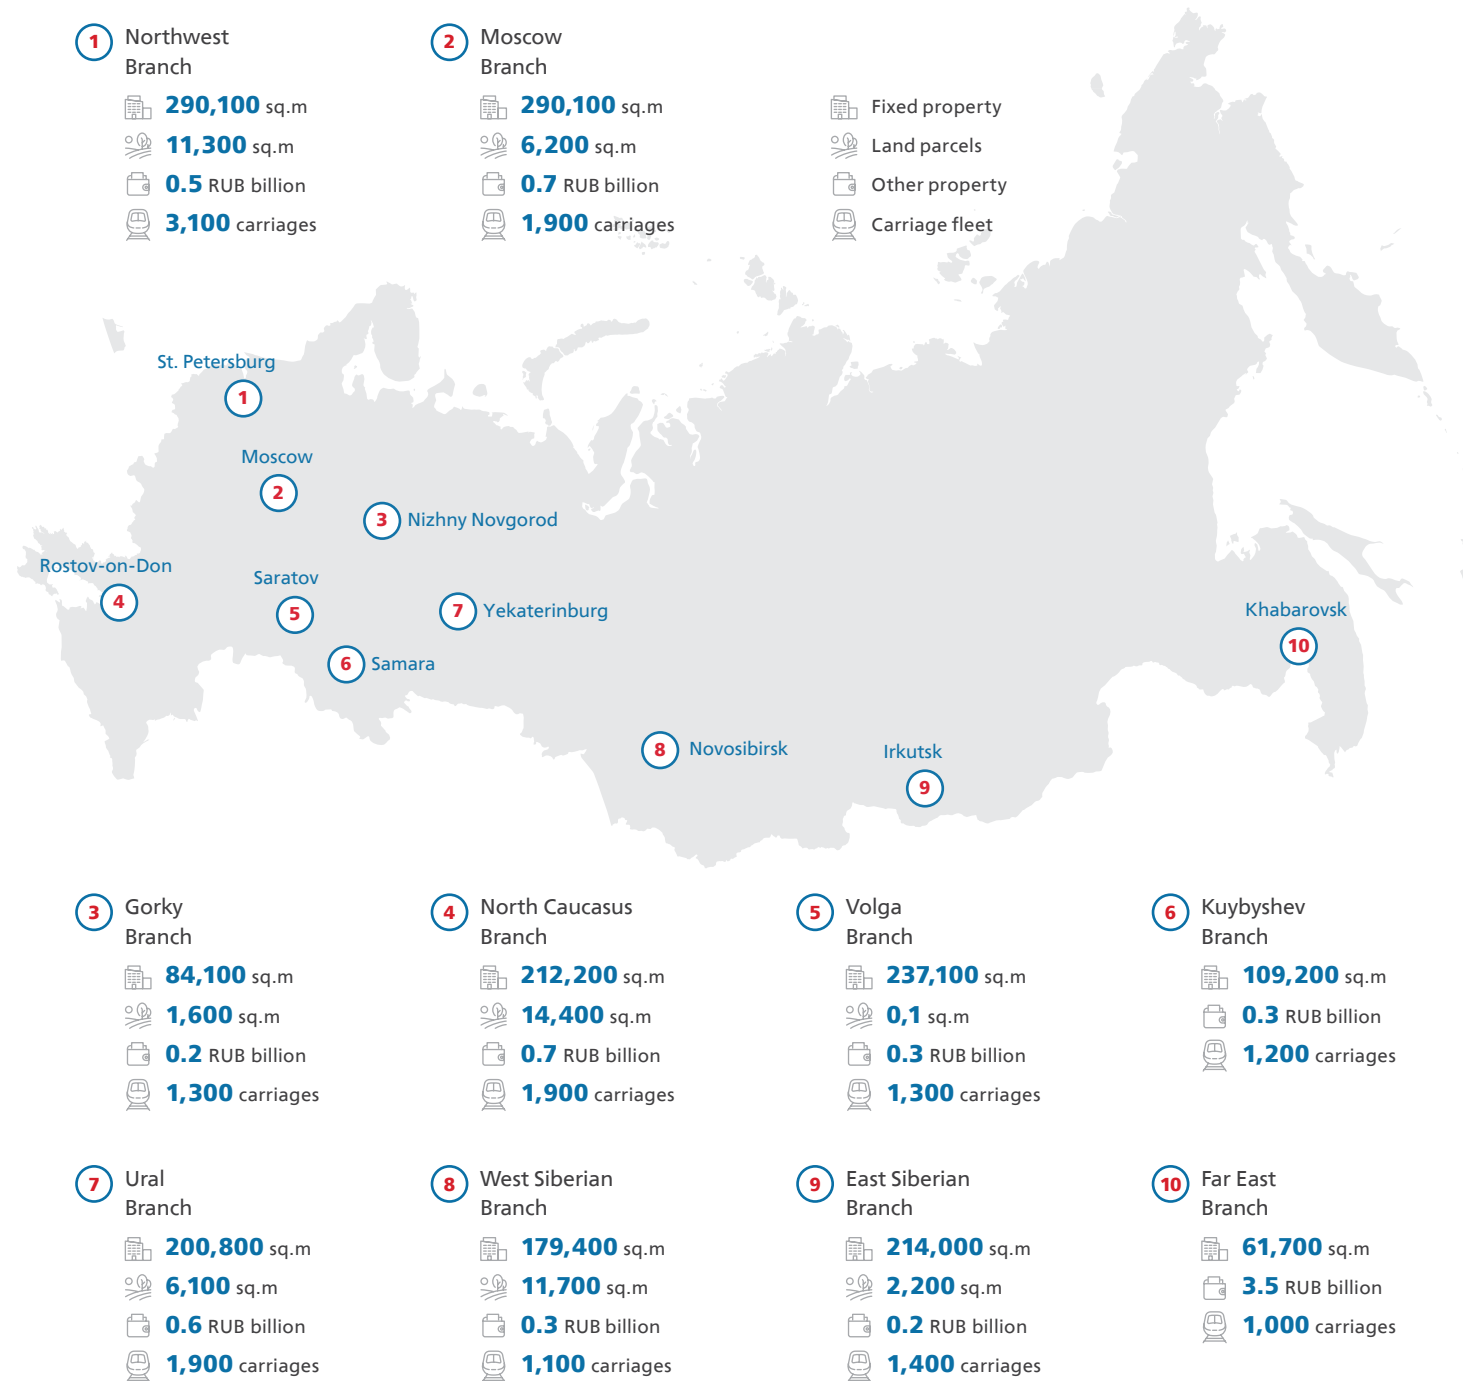 1
Northwest
Branch
290,100 sq.m
11,300 sq.m
0.5 RUB billion
3,100 carriages
2
Moscow
Branch
290,100 sq.m
6,200 sq.m
0.7 RUB billion
1,900 carriages
Fixed property
Land parcels
Other property
Carriage fleet
St. Petersburg
1
Moscow
2
3 Nizhny Novgorod
Rostov-on-Don
4
Saratov
5
7 Yekaterinburg
Khabarovsk
10
6 Samara
8 Novosibirsk
Irkutsk
9
3
Gorky
Branch
84,100 sq.m
1,600 sq.m
0.2 RUB billion
1,300 carriages
4
North Caucasus
Branch
212,200 sq.m
14,400 sq.m
0.7 RUB billion
1,900 carriages
5
Volga
Branch
237,100 sq.m
0,1 sq.m
0.3 RUB billion
1,300 carriages
6
Kuybyshev
Branch
109,200 sq.m
0.3 RUB billion
1,200 carriages
7
Ural
Branch
200,800 sq.m
6,100 sq.m
0.6 RUB billion
1,900 carriages
8
West Siberian
Branch
179,400 sq.m
11,700 sq.m
0.3 RUB billion
1,100 carriages
9
East Siberian
Branch
214,000 sq.m
2,200 sq.m
0.2 RUB billion
1,400 carriages
10
Far East
Branch
61,700 sq.m
3.5 RUB billion
1,000 carriages